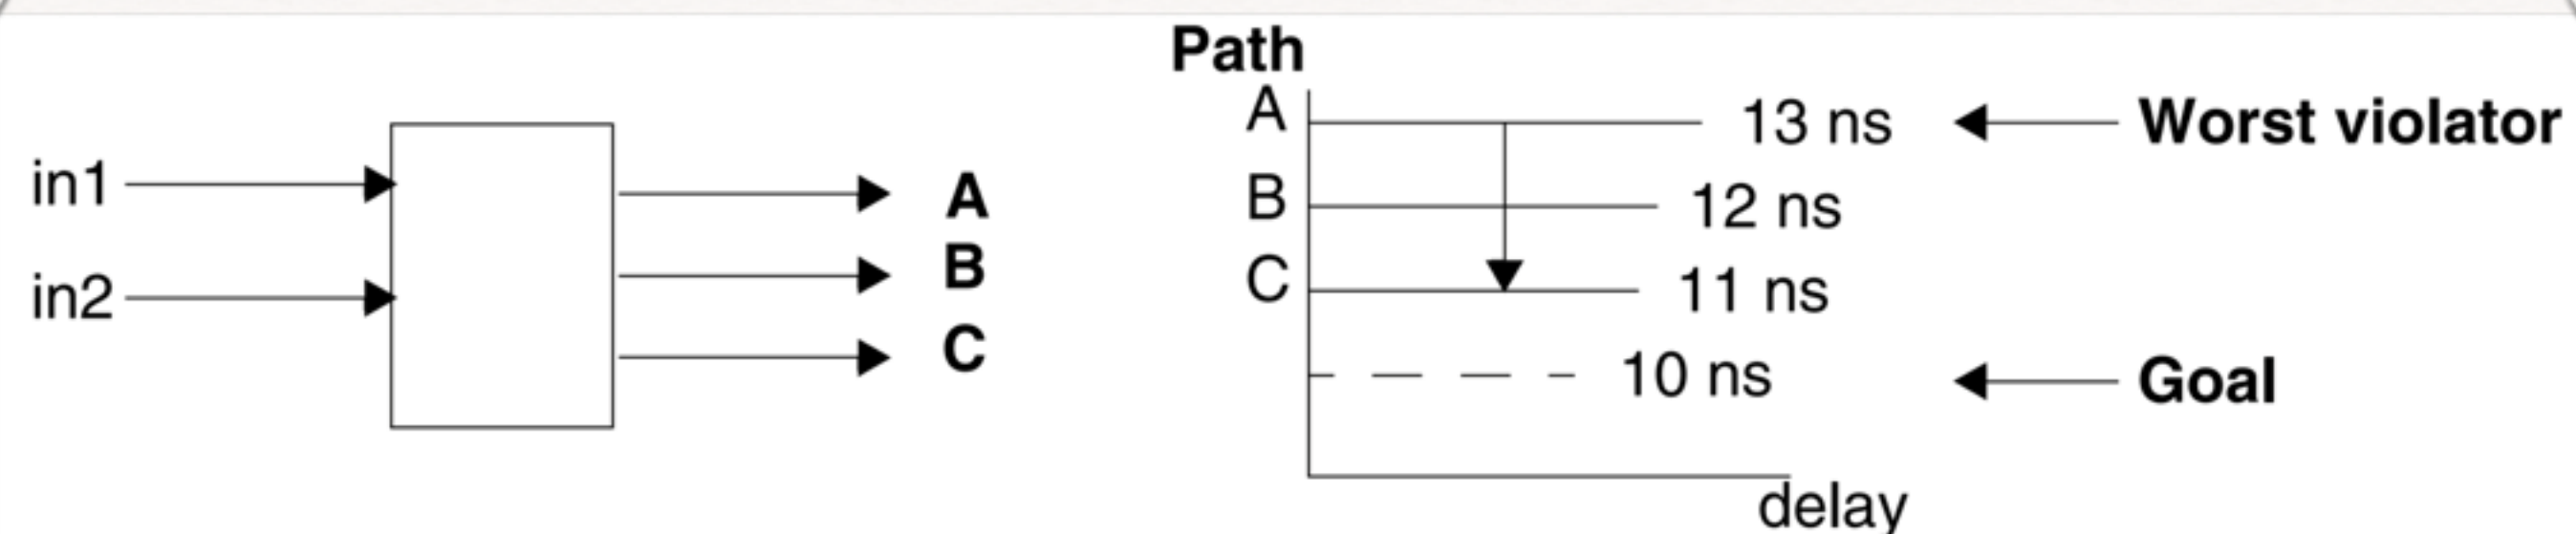 in1
in2
A
B
C
Path
A 13 ns Worst violator
B 12 ns
C 11 ns
10 ns Goal
delay